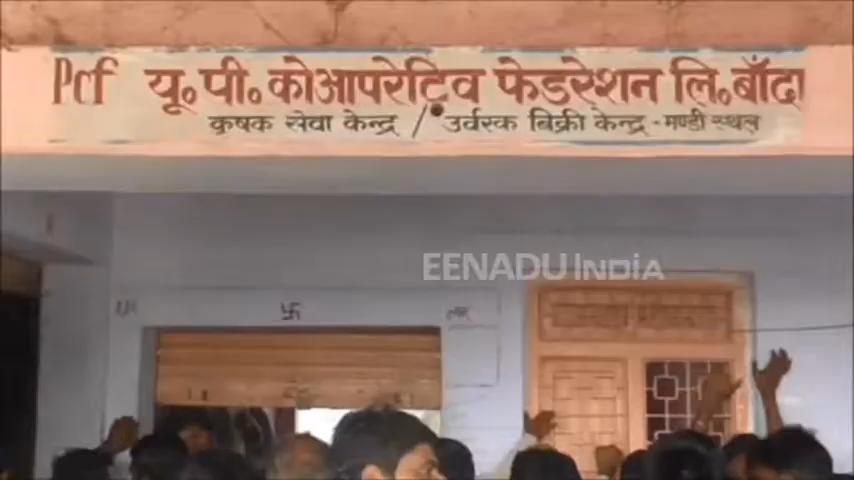 Pcf यू.पी.कोआपरेटिव फेडरेशन लि.बाँदा
कृषक सेवा केन्द्र / उर्वरक बिक्री केन्द्र - मण्डी स्थल
EENADU INDIA